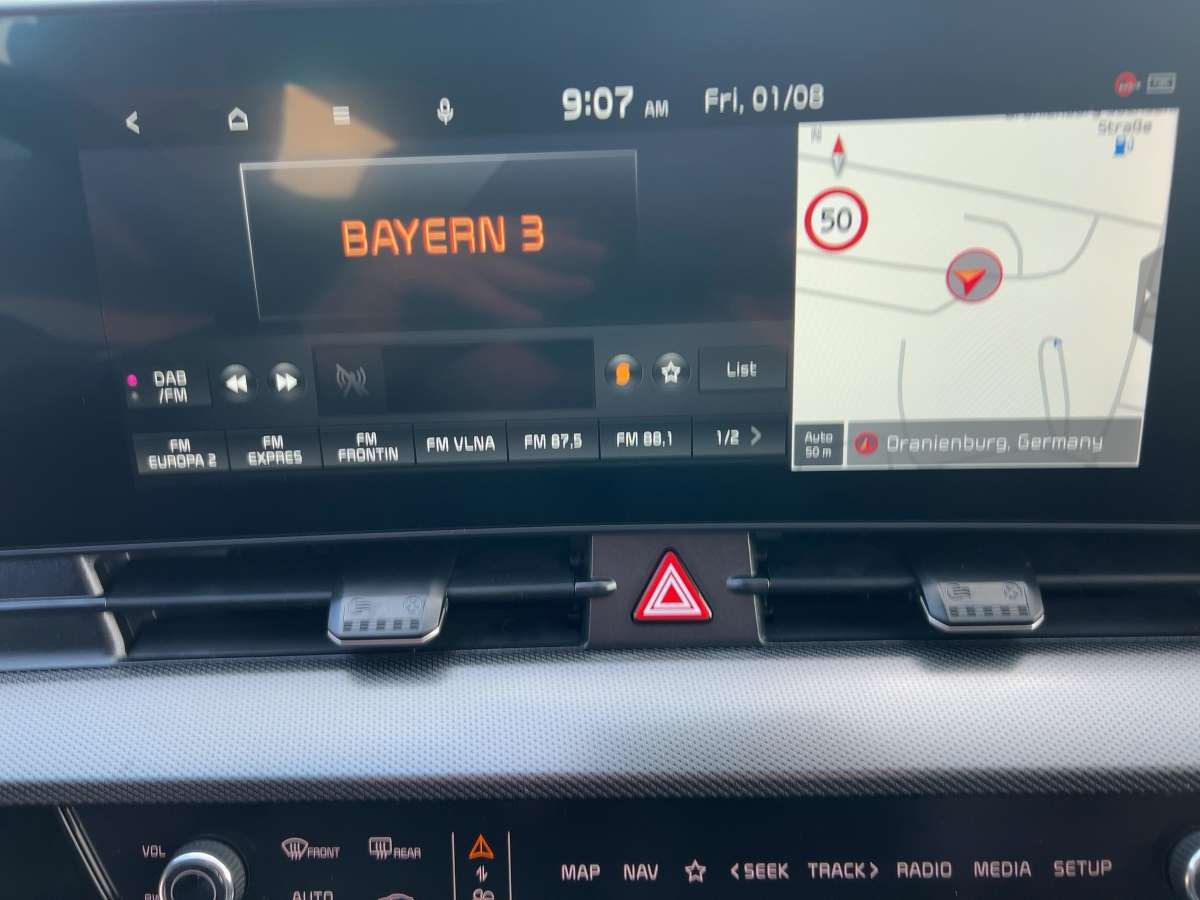 9:07 AM Fri, 01/08
Straße
N
50
BAYERN 3
DAB
/FM
List
FM
EUROPA 2
FM
EXPRES
FM
FRONTIN
FM VLNA
FM 87,5
FM 88,1
1/2
Auto
50 m
Oranienburg, Germany
VOL
FRONT
REAR
AUTO
MAP
NAV
<SEEK
TRACK>
RADIO
MEDIA
SETUP